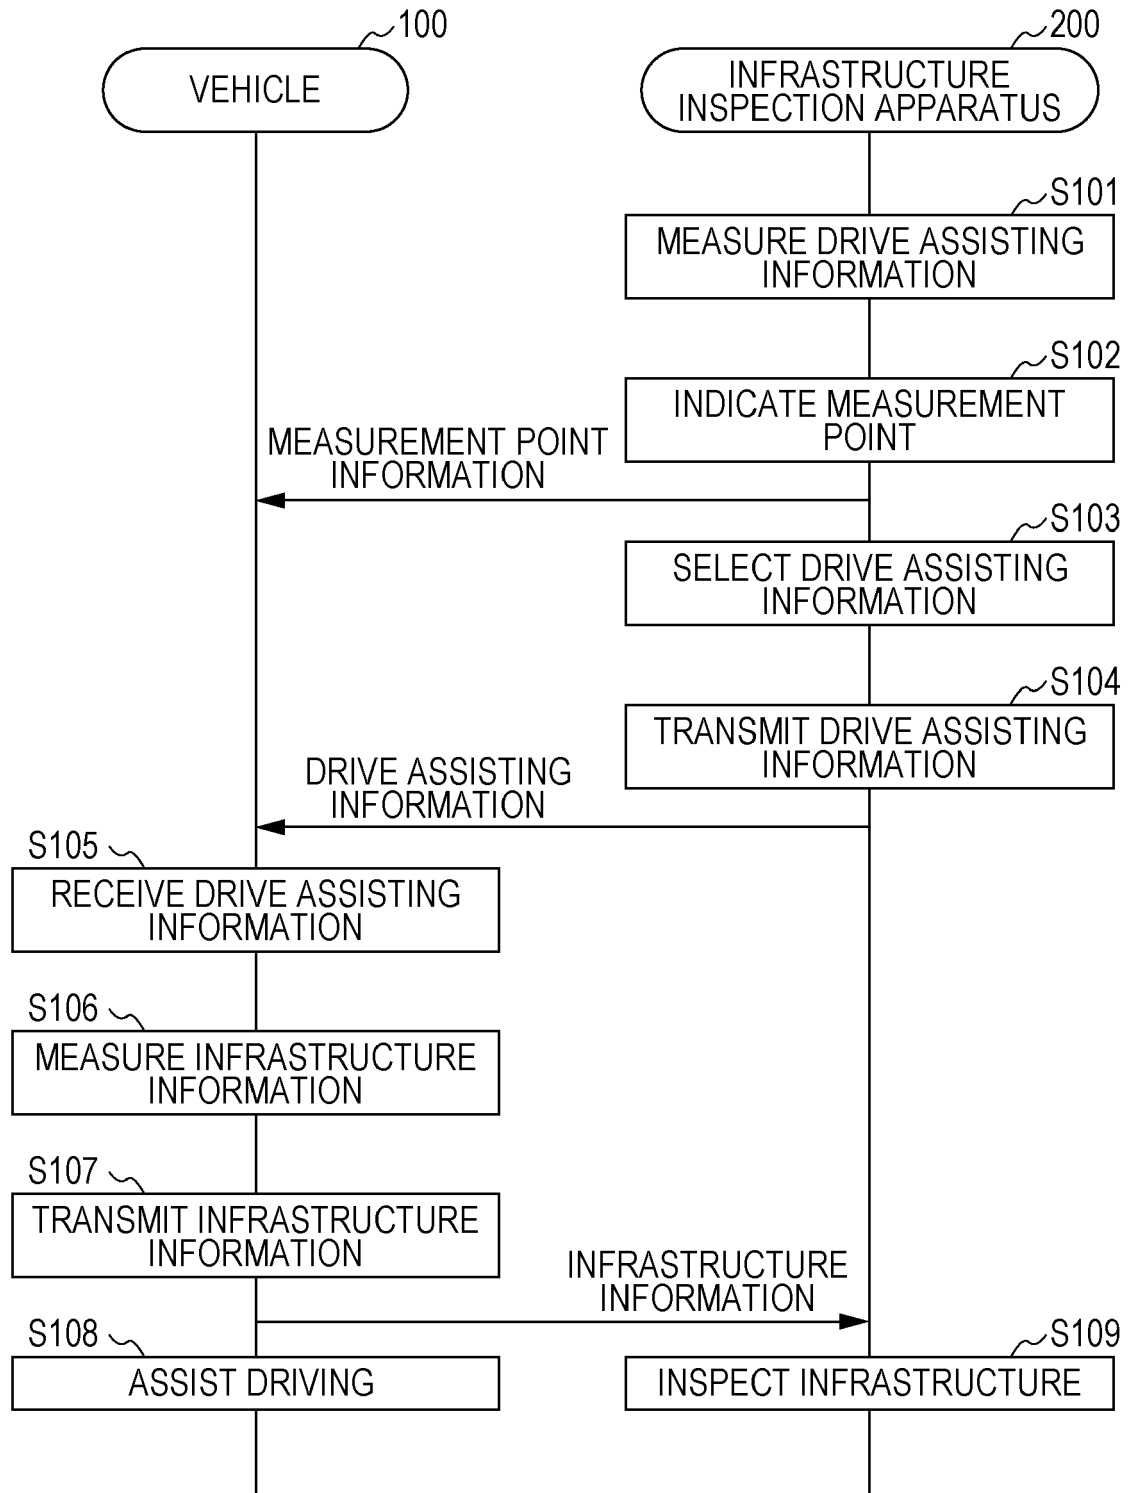 100
VEHICLE
200
INFRASTRUCTURE
INSPECTION APPARATUS
S101
MEASURE DRIVE ASSISTING
INFORMATION
S102
INDICATE MEASUREMENT
POINT
MEASUREMENT POINT
INFORMATION
S103
SELECT DRIVE ASSISTING
INFORMATION
S104
TRANSMIT DRIVE ASSISTING
INFORMATION
DRIVE ASSISTING
INFORMATION
S105
RECEIVE DRIVE ASSISTING
INFORMATION
S106
MEASURE INFRASTRUCTURE
INFORMATION
S107
TRANSMIT INFRASTRUCTURE
INFORMATION
INFRASTRUCTURE
INFORMATION
S108
ASSIST DRIVING
S109
INSPECT INFRASTRUCTURE